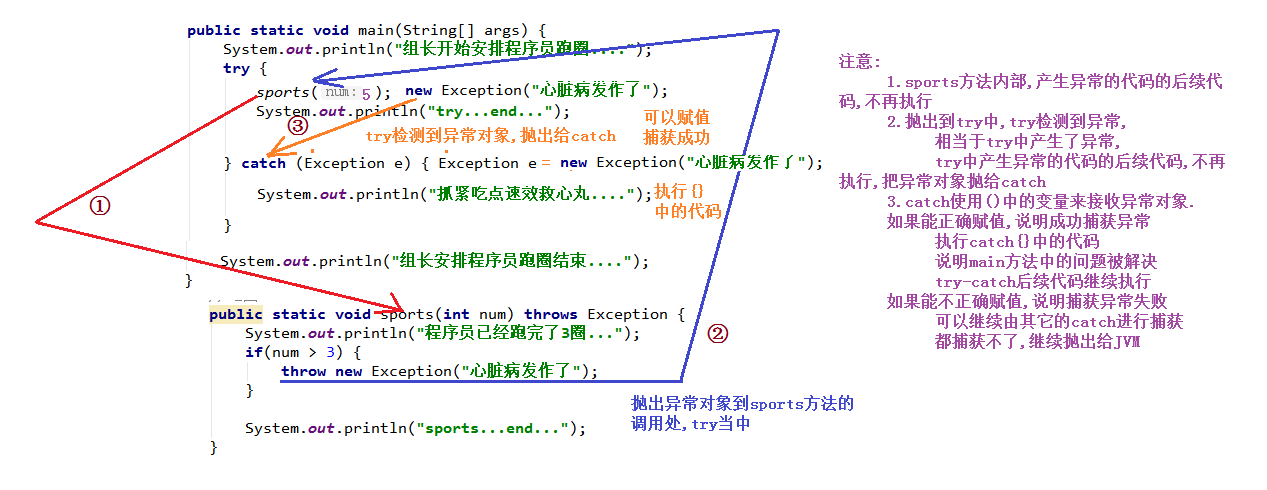 public static void main(String[] args) {
System.out.println("组长开始安排程序员跑圈....");
try {
sports( num: 5 ); new Exception("心脏病发作了");
System.out.println("try...end...");
可以赋值
捕获成功
③
try检测到异常对象,抛出给catch
} catch (Exception e) { Exception e = new Exception("心脏病发作了");
System.out.println("抓紧吃点速效救心丸....");
执行{}
中的代码
①
}
System.out.println("组长安排程序员跑圈结束....");
}
public static void sports(int num) throws Exception {
System.out.println("程序员已经跑完了3圈...");
②
if(num > 3) {
throw new Exception("心脏病发作了");
}
抛出异常对象到sports方法的
调用处,try当中
System.out.println("sports...end...");
}
注意:
1.sports方法内部,产生异常的代码的后续代
码,不再执行
2.抛出到try中,try检测到异常,
相当于try中产生了异常,
try中产生异常的代码的后续代码,不再
执行,把异常对象抛给catch
3.catch使用()中的变量来接收异常对象.
如果能正确赋值,说明成功捕获异常
执行catch{}中的代码
说明main方法中的问题被解决
try-catch后续代码继续执行
如果能不正确赋值,说明捕获异常失败
可以继续由其它的catch进行捕获
都捕获不了,继续抛出给JVM